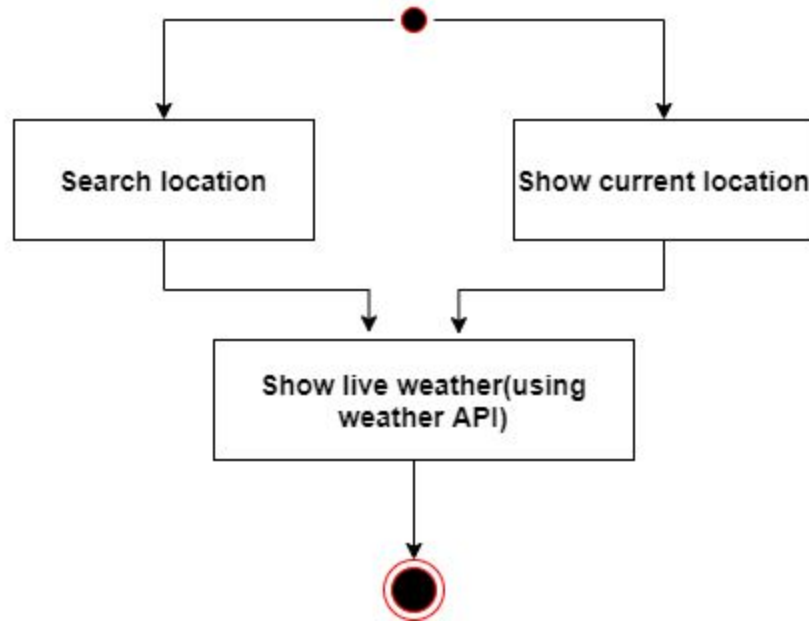 Search location
Show current location
Show live weather(using
weather API)